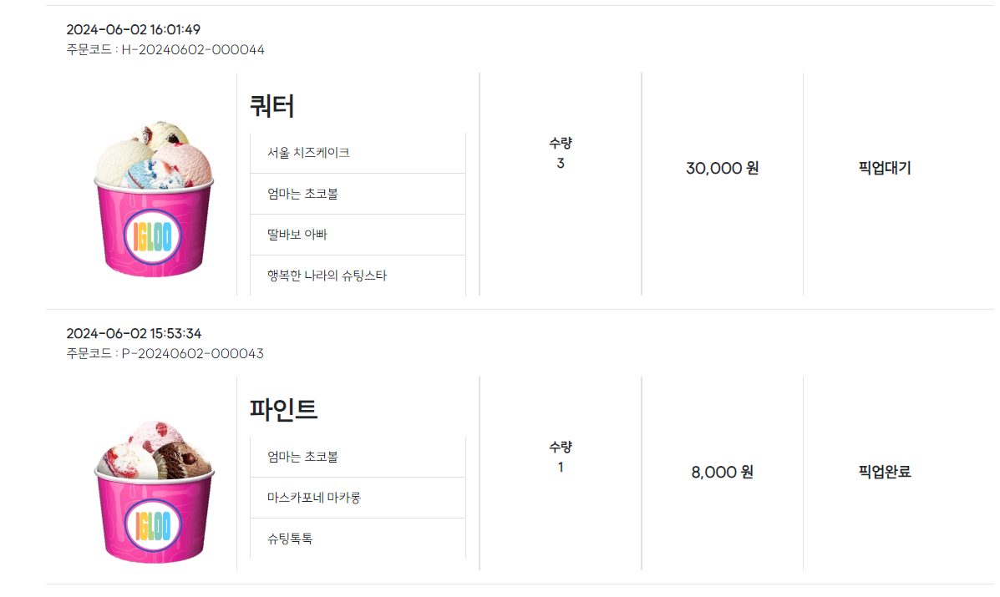 2024-06-02 16:01:49
주문코드 : H-20240602-000044
쿼터
서울 치즈케이크
엄마는 초코볼
딸바보 아빠
행복한 나라의 슈팅스타
수량
3
30,000 원
픽업대기
IGLOO
2024-06-02 15:53:34
주문코드 : P-20240602-000043
파인트
엄마는 초코볼
마스카포네 마카롱
슈팅톡톡
수량
1
8,000 원
픽업완료
IGLOO